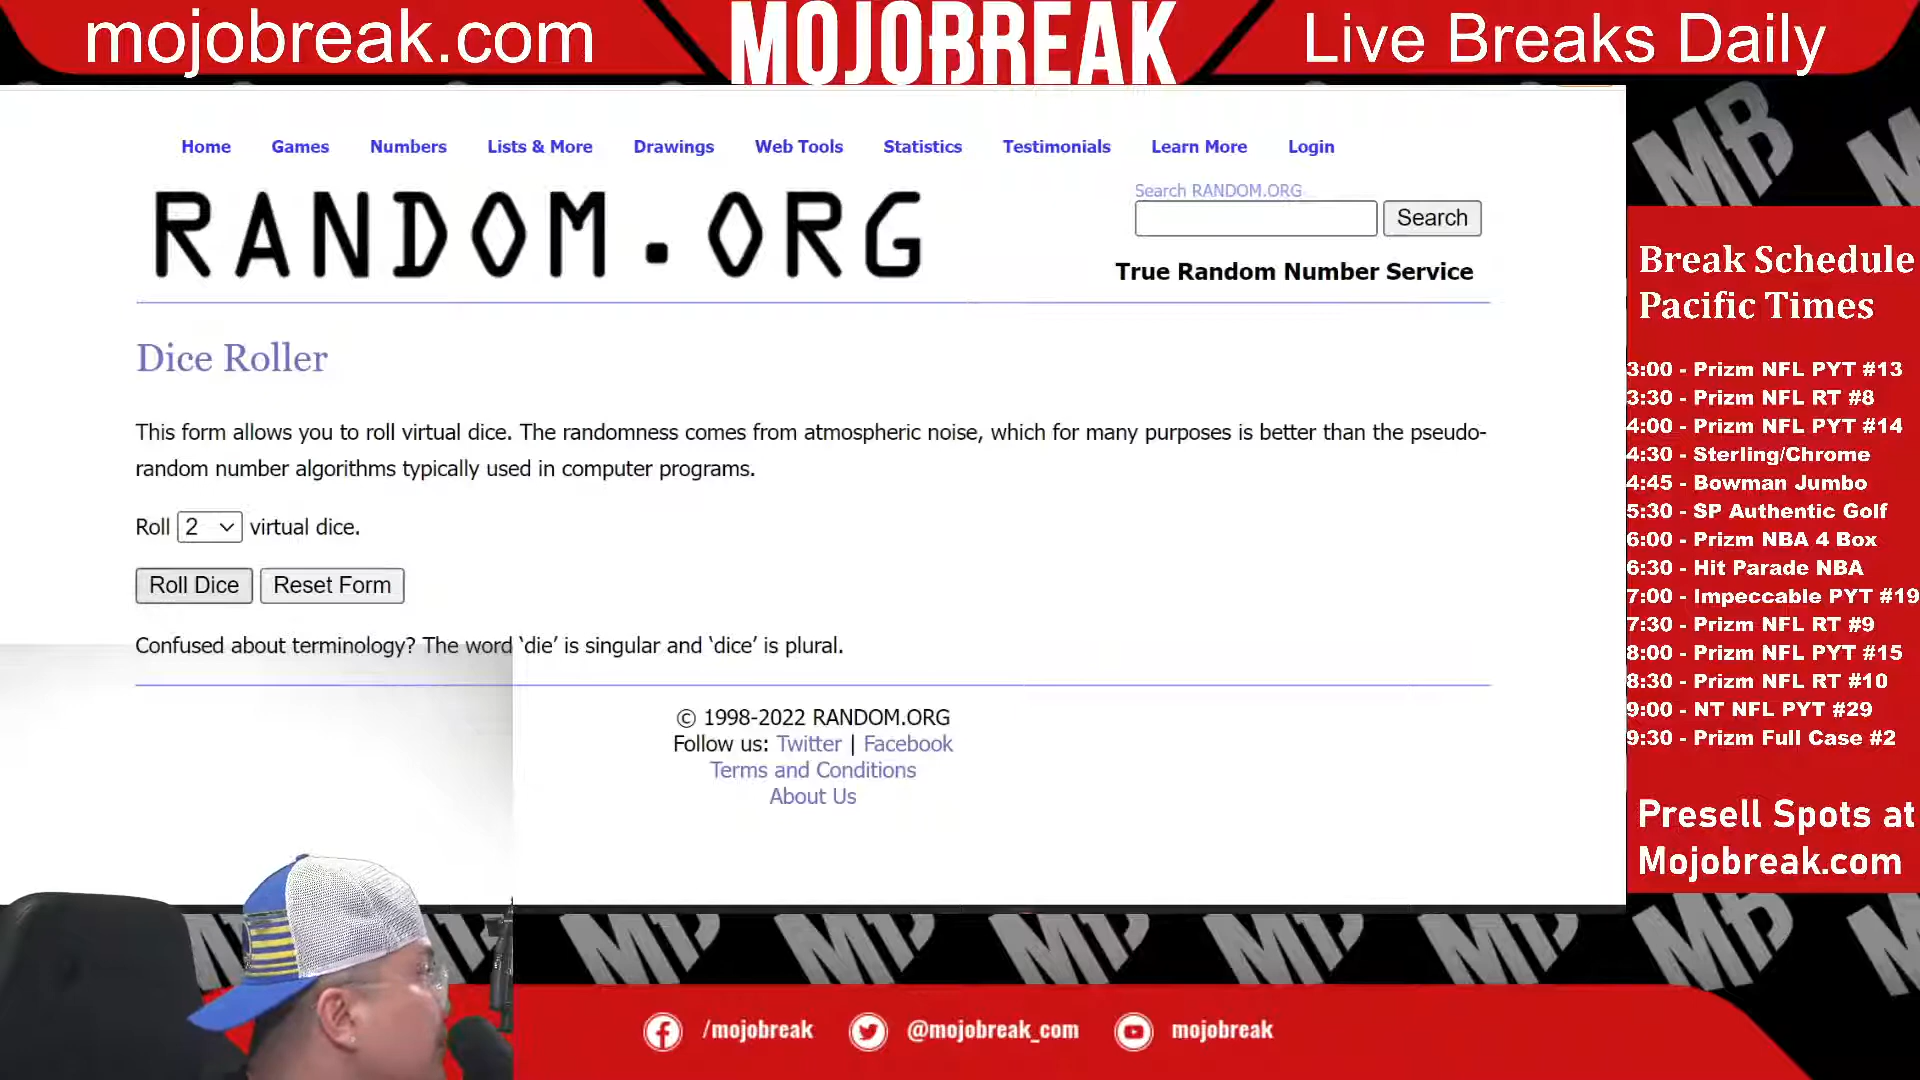 mojobreak.com
MOJOBREAK
Live Breaks Daily
Home Games Numbers Lists & More Drawings Web Tools Statistics Testimonials Learn More Login
RANDOM.ORG
Search RANDOM.ORG
Search
True Random Number Service
Dice Roller
This form allows you to roll virtual dice. The randomness comes from atmospheric noise, which for many purposes is better than the pseudo-
random number algorithms typically used in computer programs.
Roll 2 virtual dice.
Roll Dice Reset Form
Confused about terminology? The word ‘die’ is singular and ‘dice’ is plural.
© 1998-2022 RANDOM.ORG
Follow us: Twitter | Facebook
Terms and Conditions
About Us
MB
Break Schedule
Pacific Times
3:00 - Prizm NFL PYT #13
3:30 - Prizm NFL RT #8
4:00 - Prizm NFL PYT #14
4:30 - Sterling/Chrome
4:45 - Bowman Jumbo
5:30 - SP Authentic Golf
6:00 - Prizm NBA 4 Box
6:30 - Hit Parade NBA
7:00 - Impeccable PYT #19
7:30 - Prizm NFL RT #9
8:00 - Prizm NFL PYT #15
8:30 - Prizm NFL RT #10
9:00 - NT NFL PYT #29
9:30 - Prizm Full Case #2
Presell Spots at
Mojobreak.com
/mojobreak @mojobreak_com mojobreak